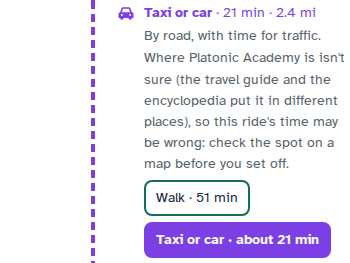 Taxi or car · 21 min · 2.4 mi
By road, with time for traffic.
Where Platonic Academy is isn't
sure (the travel guide and the
encyclopedia put it in different
places), so this ride's time may
be wrong: check the spot on a
map before you set off.
Walk · 51 min
Taxi or car · about 21 min